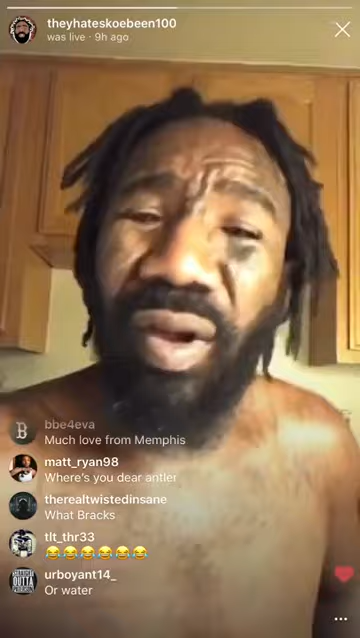 theyhateskoebeen100
was live · 9h ago
bbe4eva
Much love from Memphis
matt_ryan98
Where's you dear antler
therealtwistedinsane
What Bracks
tlt_thr33
😂😂😂😂😂😂
urboyant14_
Or water